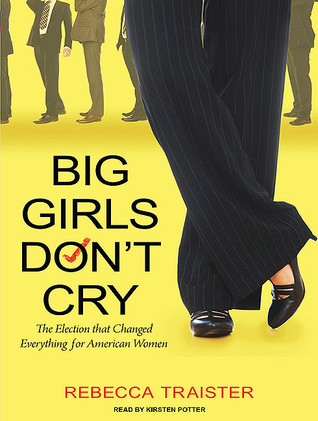 BIG
GIRLS
DON'T
CRY
The Election that Changed
Everything for American Women
REBECCA TRAISTER
READ BY KIRSTEN POTTER